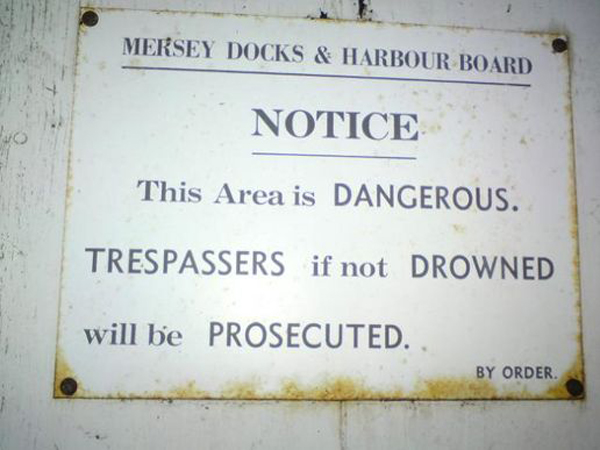 MERSEY DOCKS & HARBOUR BOARD
NOTICE
This Area is DANGEROUS.
TRESPASSERS if not DROWNED
will be PROSECUTED.
BY ORDER.